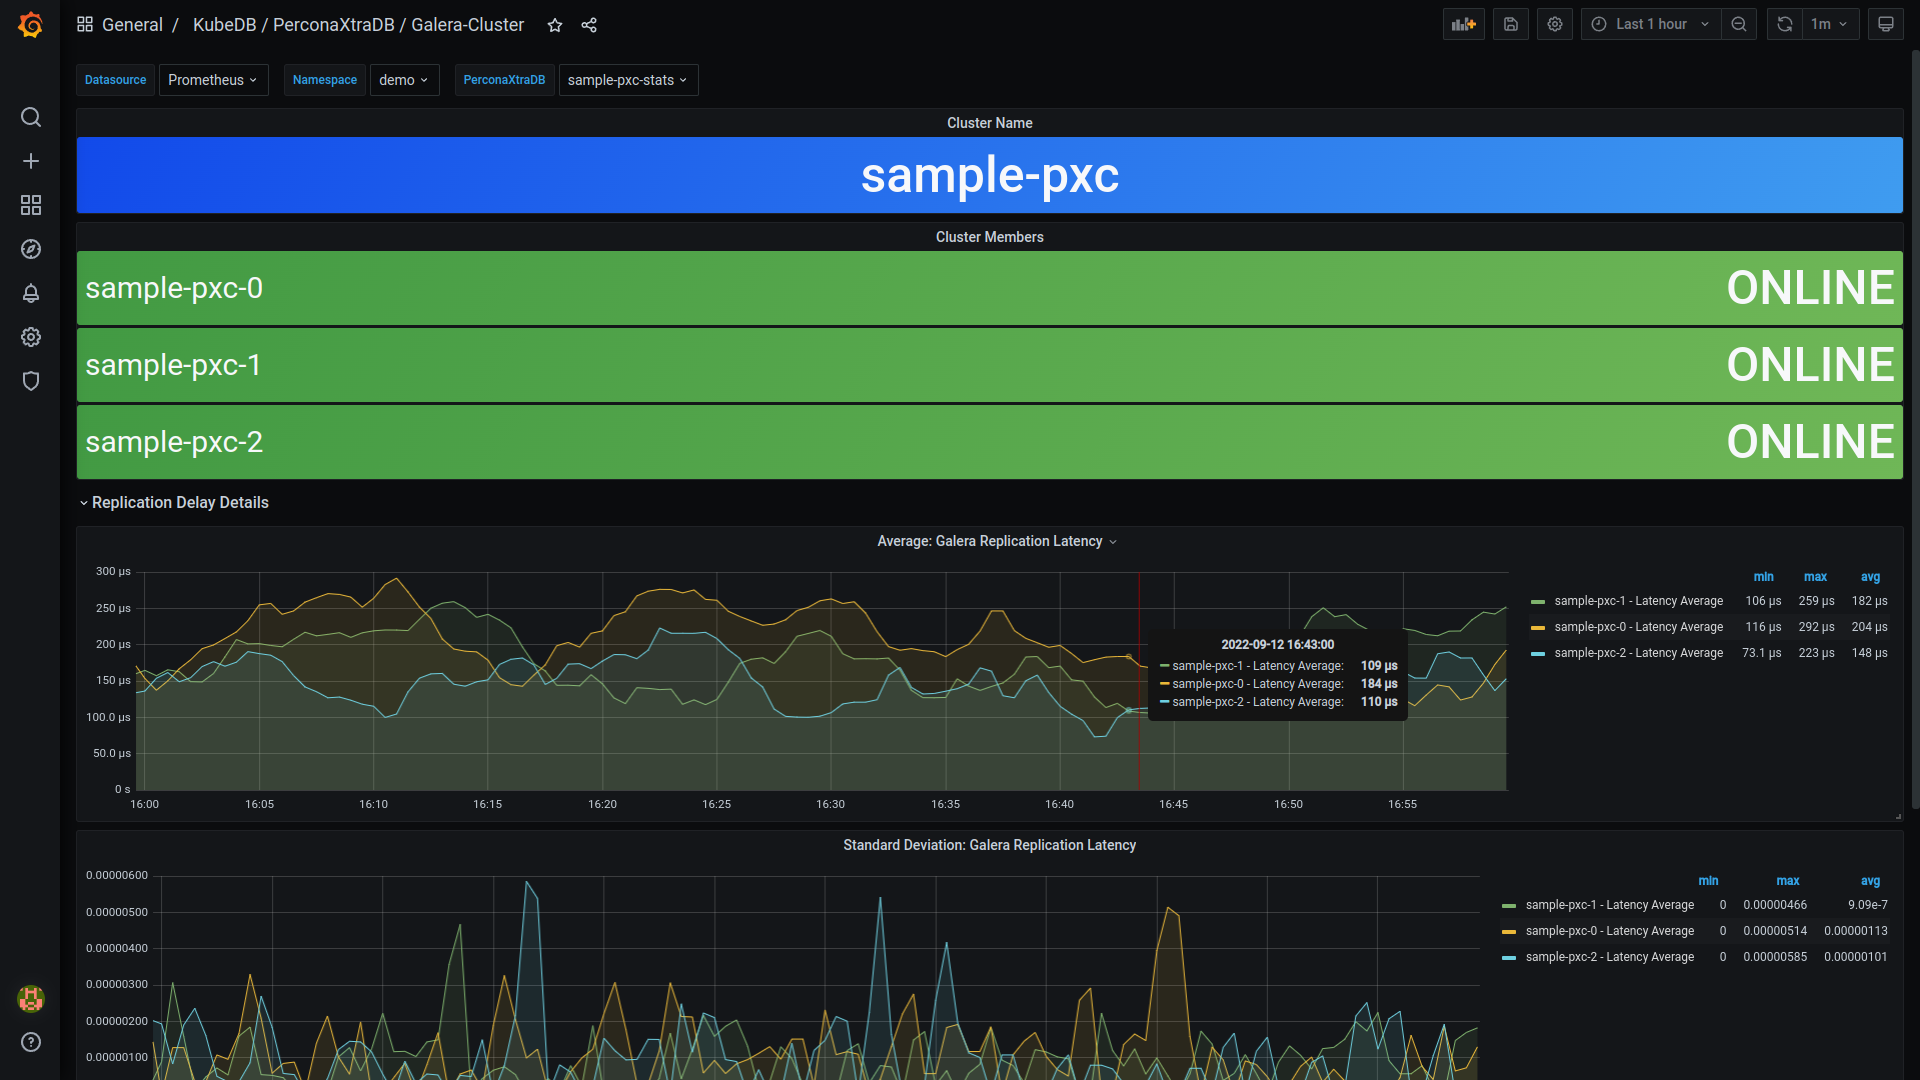 General / KubeDB / PerconaXtraDB / Galera-Cluster
Last 1 hour
1m
Datasource Prometheus Namespace demo PerconaXtraDB sample-pxc-stats
Cluster Name
sample-pxc
Cluster Members
sample-pxc-0 ONLINE
sample-pxc-1 ONLINE
sample-pxc-2 ONLINE
Replication Delay Details
Average: Galera Replication Latency
300 µs
250 µs
200 µs
150 µs
100.0 µs
50.0 µs
0 s
16:00 16:05 16:10 16:15 16:20 16:25 16:30 16:35 16:40 16:45 16:50 16:55
2022-09-12 16:43:00
sample-pxc-1 - Latency Average: 109 µs
sample-pxc-0 - Latency Average: 184 µs
sample-pxc-2 - Latency Average: 110 µs
min max avg
sample-pxc-1 - Latency Average 106 µs 259 µs 182 µs
sample-pxc-0 - Latency Average 116 µs 292 µs 204 µs
sample-pxc-2 - Latency Average 73.1 µs 223 µs 148 µs
Standard Deviation: Galera Replication Latency
0.00000600
0.00000500
0.00000400
0.00000300
0.00000200
0.00000100
min max avg
sample-pxc-1 - Latency Average 0 0.00000466 9.09e-7
sample-pxc-0 - Latency Average 0 0.00000514 0.00000113
sample-pxc-2 - Latency Average 0 0.00000585 0.00000101